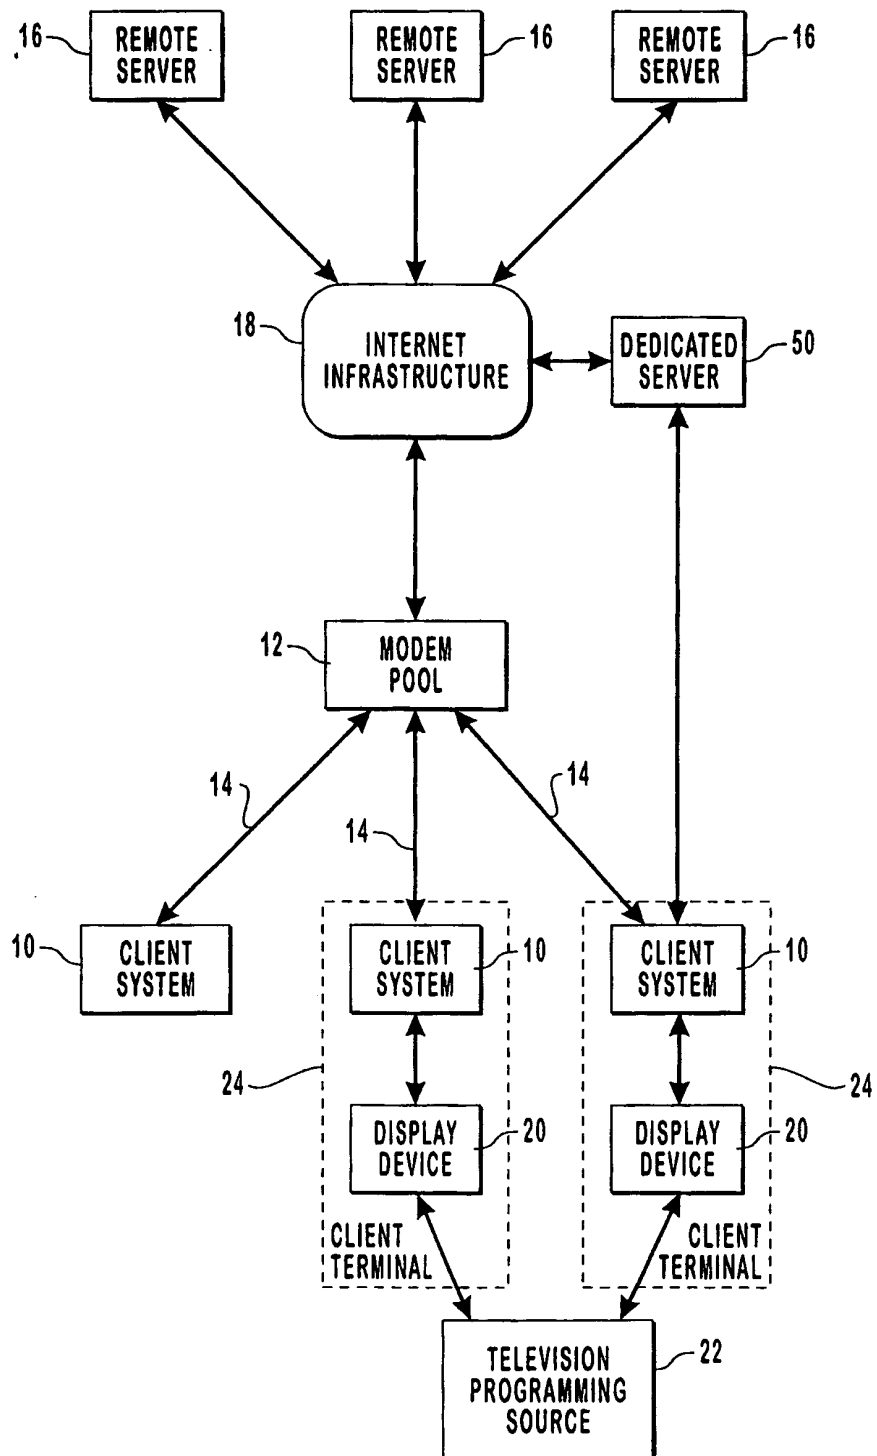 16
REMOTE
SERVER
REMOTE
SERVER
16
REMOTE
SERVER
16
18
INTERNET
INFRASTRUCTURE
DEDICATED
SERVER
50
12
MODEM
POOL
14
14
14
10
CLIENT
SYSTEM
CLIENT
SYSTEM
10
CLIENT
SYSTEM
10
24
24
DISPLAY
DEVICE
20
DISPLAY
DEVICE
20
CLIENT
TERMINAL
CLIENT
TERMINAL
TELEVISION
PROGRAMMING
SOURCE
22